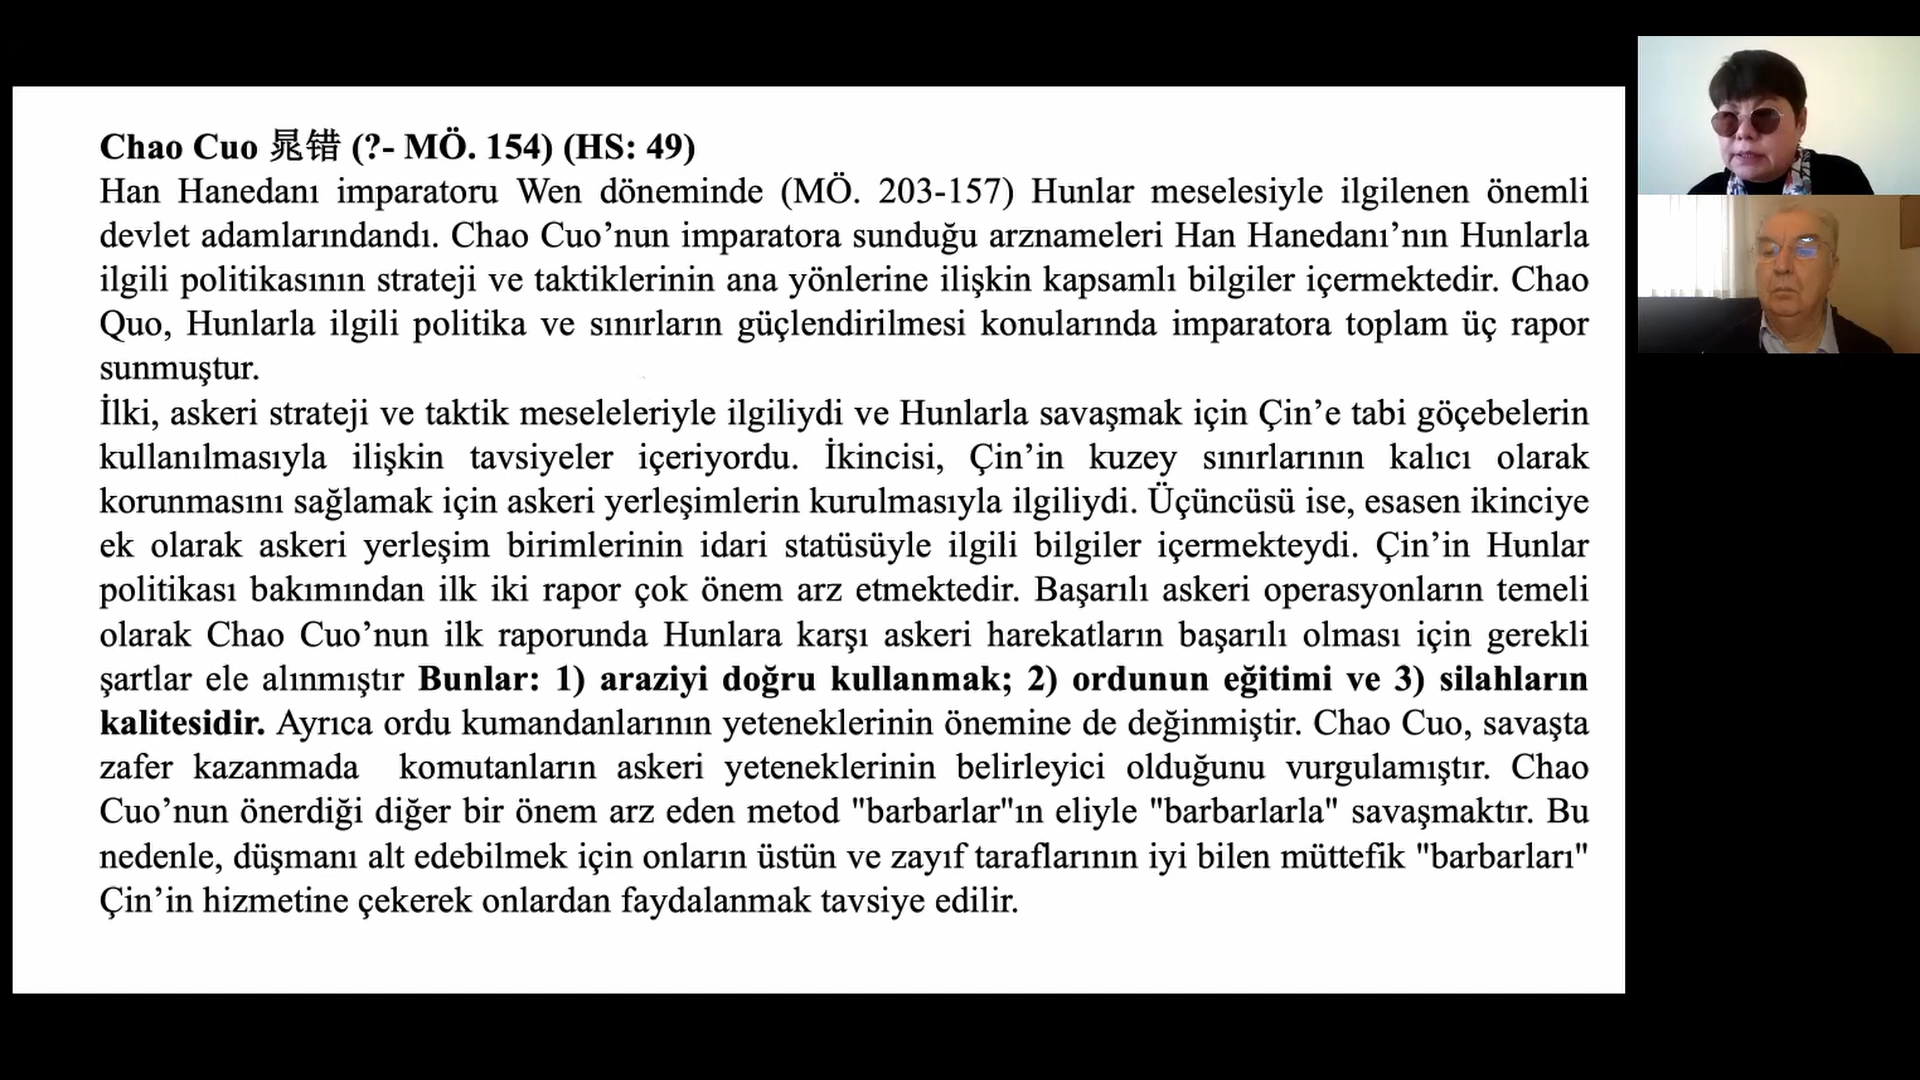 Chao Cuo 晁错 (?- MÖ. 154) (HS: 49)
Han Hanedanı imparatoru Wen döneminde (MÖ. 203-157) Hunlar meselesiyle ilgilenen önemli
devlet adamlarındandı. Chao Cuo’nun imparatora sunduğu arznameleri Han Hanedanı’nın Hunlarla
ilgili politikasının strateji ve taktiklerinin ana yönlerine ilişkin kapsamlı bilgiler içermektedir. Chao
Quo, Hunlarla ilgili politika ve sınırların güçlendirilmesi konularında imparatora toplam üç rapor
sunmuştur.
İlki, askeri strateji ve taktik meseleleriyle ilgiliydi ve Hunlarla savaşmak için Çin’e tabi göçebelerin
kullanılmasıyla ilişkin tavsiyeler içeriyordu. İkincisi, Çin’in kuzey sınırlarının kalıcı olarak
korunmasını sağlamak için askeri yerleşimlerin kurulmasıyla ilgiliydi. Üçüncüsü ise, esasen ikinciye
ek olarak askeri yerleşim birimlerinin idari statüsüyle ilgili bilgiler içermekteydi. Çin’in Hunlar
politikası bakımından ilk iki rapor çok önem arz etmektedir. Başarılı askeri operasyonların temeli
olarak Chao Cuo’nun ilk raporunda Hunlara karşı askeri harekatların başarılı olması için gerekli
şartlar ele alınmıştır Bunlar: 1) araziyi doğru kullanmak; 2) ordunun eğitimi ve 3) silahların
kalitesidir. Ayrıca ordu kumandanlarının yeteneklerinin önemine de değinmiştir. Chao Cuo, savaşta
zafer kazanmada komutanların askeri yeteneklerinin belirleyici olduğunu vurgulamıştır. Chao
Cuo’nun önerdiği diğer bir önem arz eden metod "barbarlar"ın eliyle "barbarlarla" savaşmaktır. Bu
nedenle, düşmanı alt edebilmek için onların üstün ve zayıf taraflarının iyi bilen müttefik "barbarları"
Çin’in hizmetine çekerek onlardan faydalanmak tavsiye edilir.